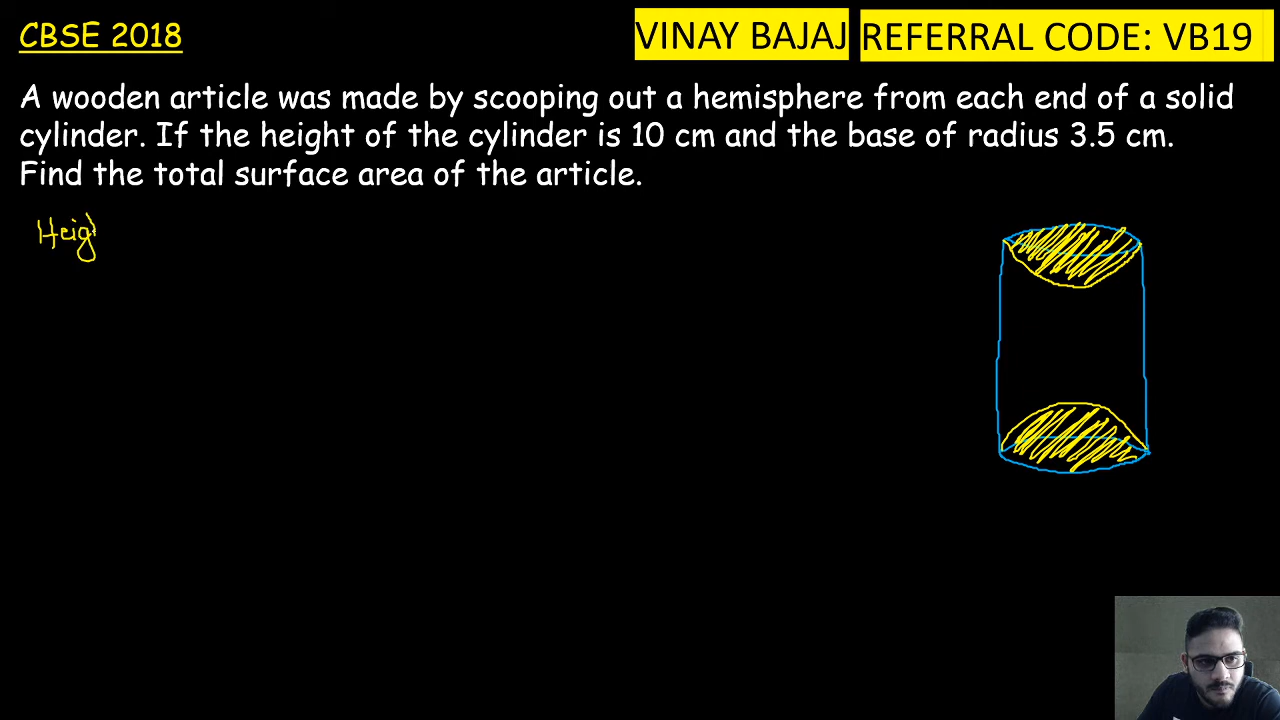 CBSE 2018
VINAY BAJAJ
REFERRAL CODE: VB19
A wooden article was made by scooping out a hemisphere from each end of a solid
cylinder. If the height of the cylinder is 10 cm and the base of radius 3.5 cm.
Find the total surface area of the article.
Heig